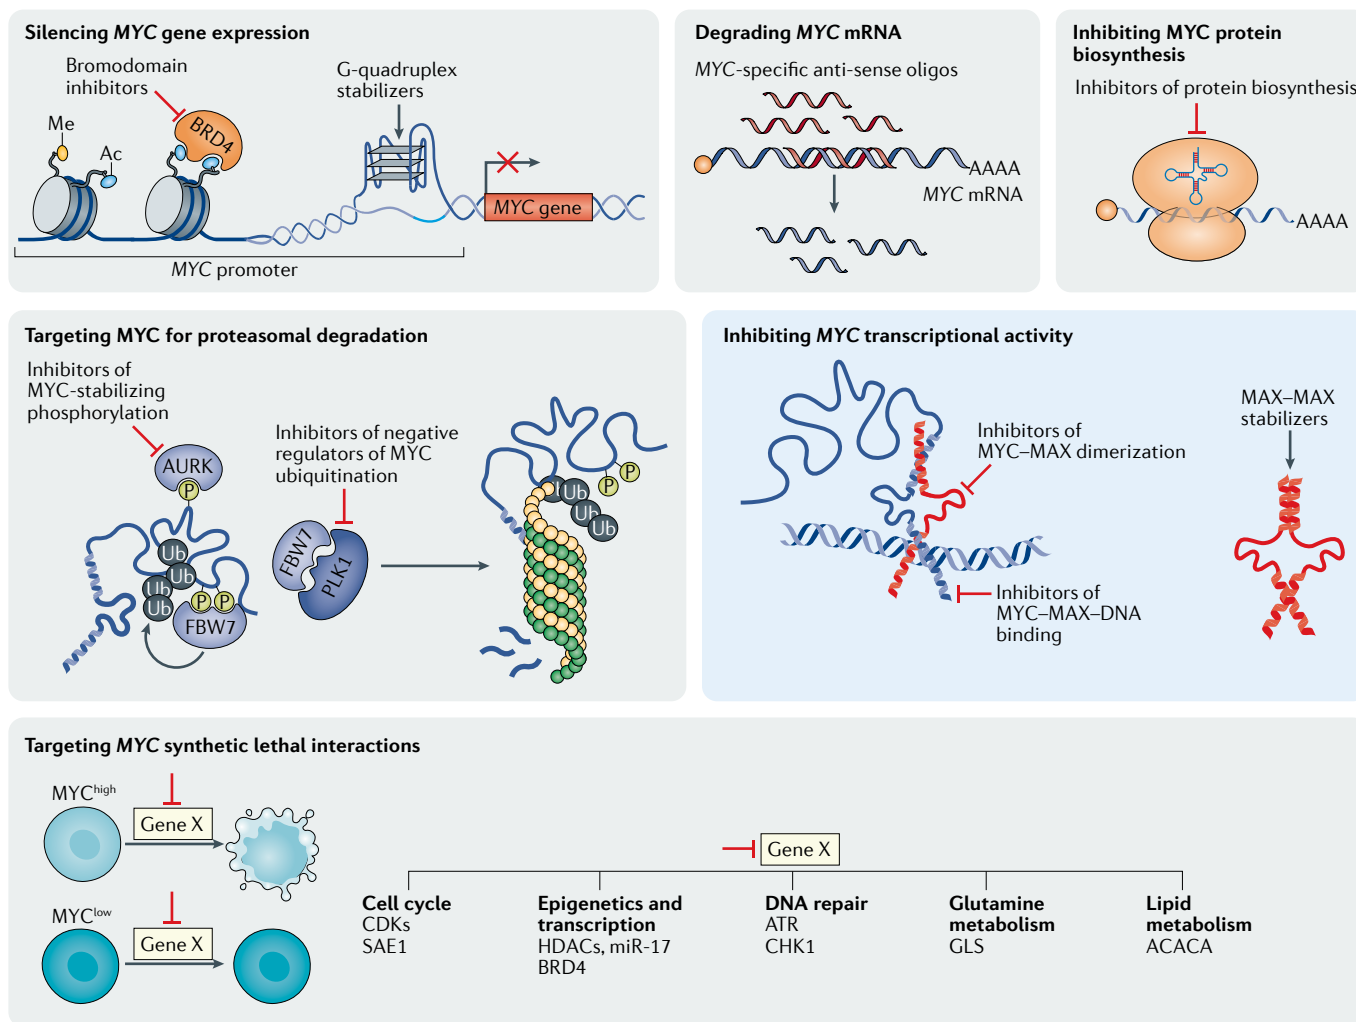 Silencing MYC gene expression
Bromodomain
inhibitors
G-quadruplex
stabilizers
Me
Ac
BRD4
MYC gene
MYC promoter
Degrading MYC mRNA
MYC-specific anti-sense oligos
AAAA
MYC mRNA
Inhibiting MYC protein
biosynthesis
Inhibitors of protein biosynthesis
AAAA
Targeting MYC for proteasomal degradation
Inhibitors of
MYC-stabilizing
phosphorylation
AURK
P
Inhibitors of negative
regulators of MYC
ubiquitination
Ub
Ub
Ub
Ub
P P
FBW7
FBW7
PLK1
Ub
Ub
Ub
P P
Inhibiting MYC transcriptional activity
Inhibitors of
MYC–MAX dimerization
Inhibitors of
MYC–MAX–DNA
binding
MAX–MAX
stabilizers
Targeting MYC synthetic lethal interactions
MYChigh
Gene X
MYClow
Gene X
Gene X
Cell cycle
CDKs
SAE1
Epigenetics and
transcription
HDACs, miR-17
BRD4
DNA repair
ATR
CHK1
Glutamine
metabolism
GLS
Lipid
metabolism
ACACA